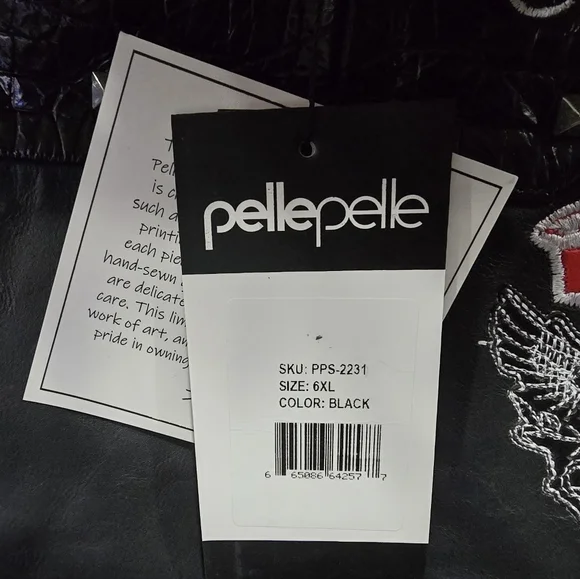 Pell
is c
such a
printi
each pie
hand-sewn
are delicate
care. This lim
work of art, an
pride in owning
pellepelle
SKU: PPS-2231
SIZE: 6XL
COLOR: BLACK
6 65086 64257 7